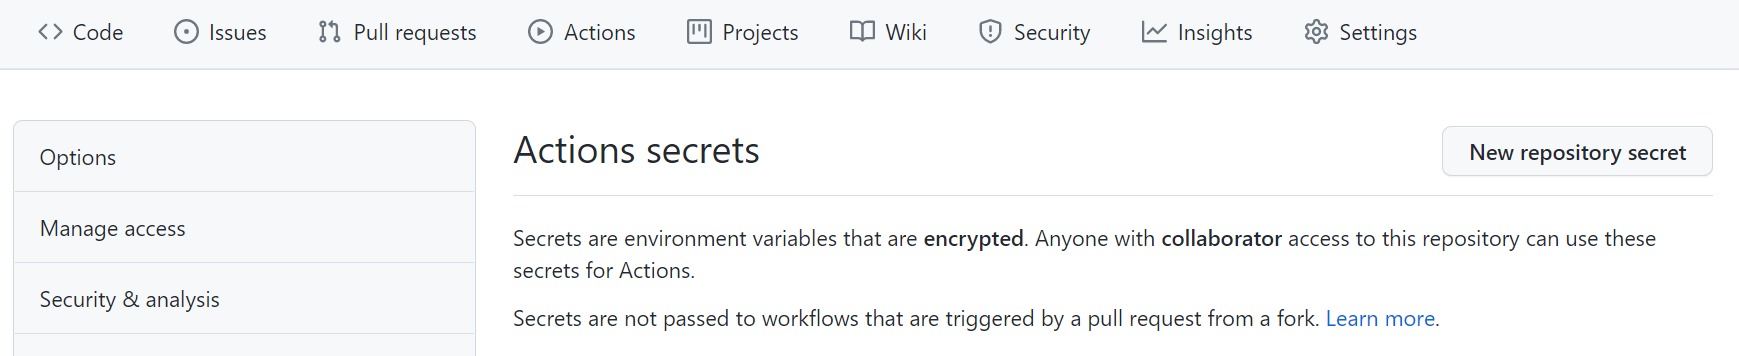 Code Issues Pull requests Actions Projects Wiki Security Insights Settings
Options
Manage access
Security & analysis
Actions secrets
New repository secret
Secrets are environment variables that are encrypted. Anyone with collaborator access to this repository can use these
secrets for Actions.
Secrets are not passed to workflows that are triggered by a pull request from a fork. Learn more.